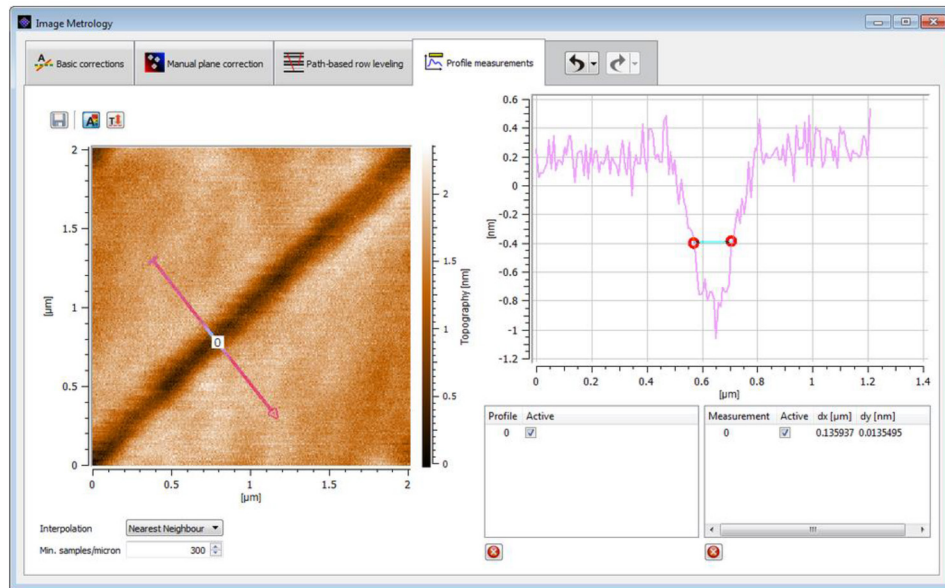 Image Metrology
Basic corrections
Manual plane correction
Path-based row leveling
Profile measurements
A
T
2
1.5
1
0.5
0
[µm]
0
0.5
1
1.5
2
[µm]
0
2
1.5
1
0.5
0
Topography [nm]
0.6
0.4
0.2
0
-0.2
-0.4
-0.6
-0.8
-1
-1.2
[nm]
0
0.2
0.4
0.6
0.8
1
1.2
1.4
[µm]
Profile Active
0
Measurement Active dx [µm] dy [nm]
0 0.135937 0.0135495
Interpolation Nearest Neighbour
Min. samples/micron 300